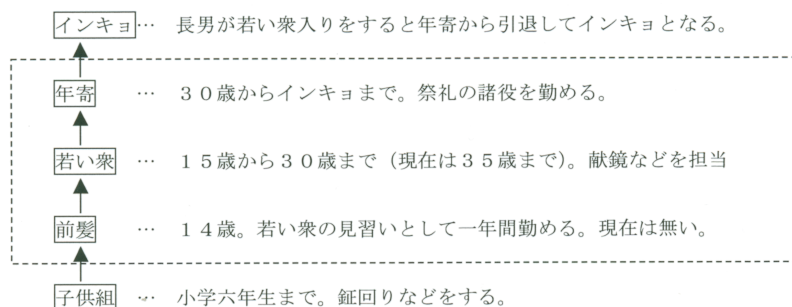 インキョ… 長男が若い衆入りをすると年寄から引退してインキョとなる。
年寄 … ３０歳からインキョまで。祭礼の諸役を勤める。
若い衆 … １５歳から３０歳まで（現在は３５歳まで）。献鏡などを担当
前髪 … １４歳。若い衆の見習いとして一年間勤める。現在は無い。
子供組 … 小学六年生まで。鉦回りなどをする。